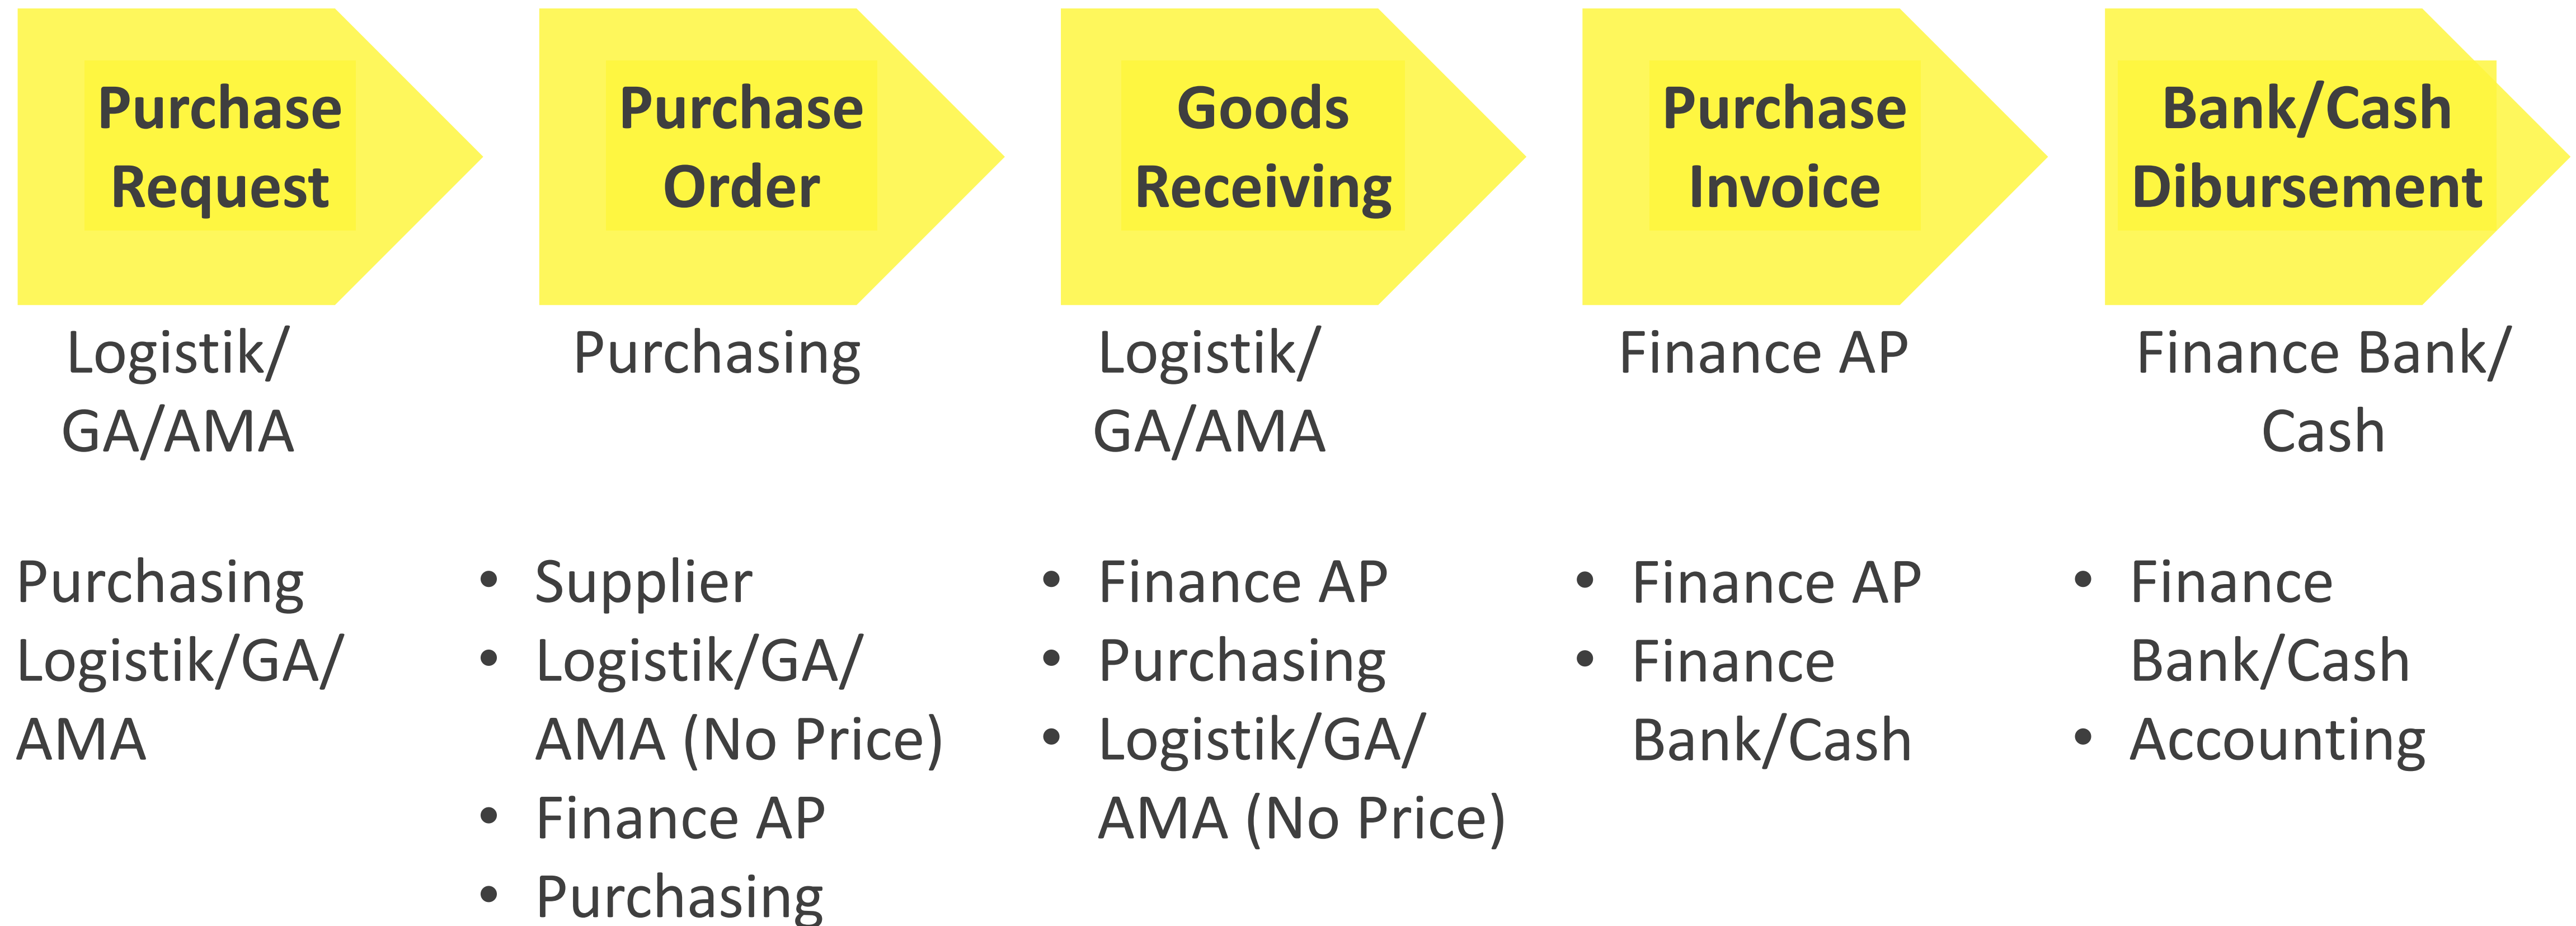 Purchase
Request
Purchase
Order
Goods
Receiving
Purchase
Invoice
Bank/Cash
Dibursement
Logistik/
GA/AMA
Purchasing
Logistik/
GA/AMA
Finance AP
Finance Bank/
Cash
Purchasing
Logistik/GA/
AMA
• Supplier
• Logistik/GA/
AMA (No Price)
• Finance AP
• Purchasing
• Finance AP
• Purchasing
• Logistik/GA/
AMA (No Price)
• Finance AP
• Finance
Bank/Cash
• Finance
Bank/Cash
• Accounting